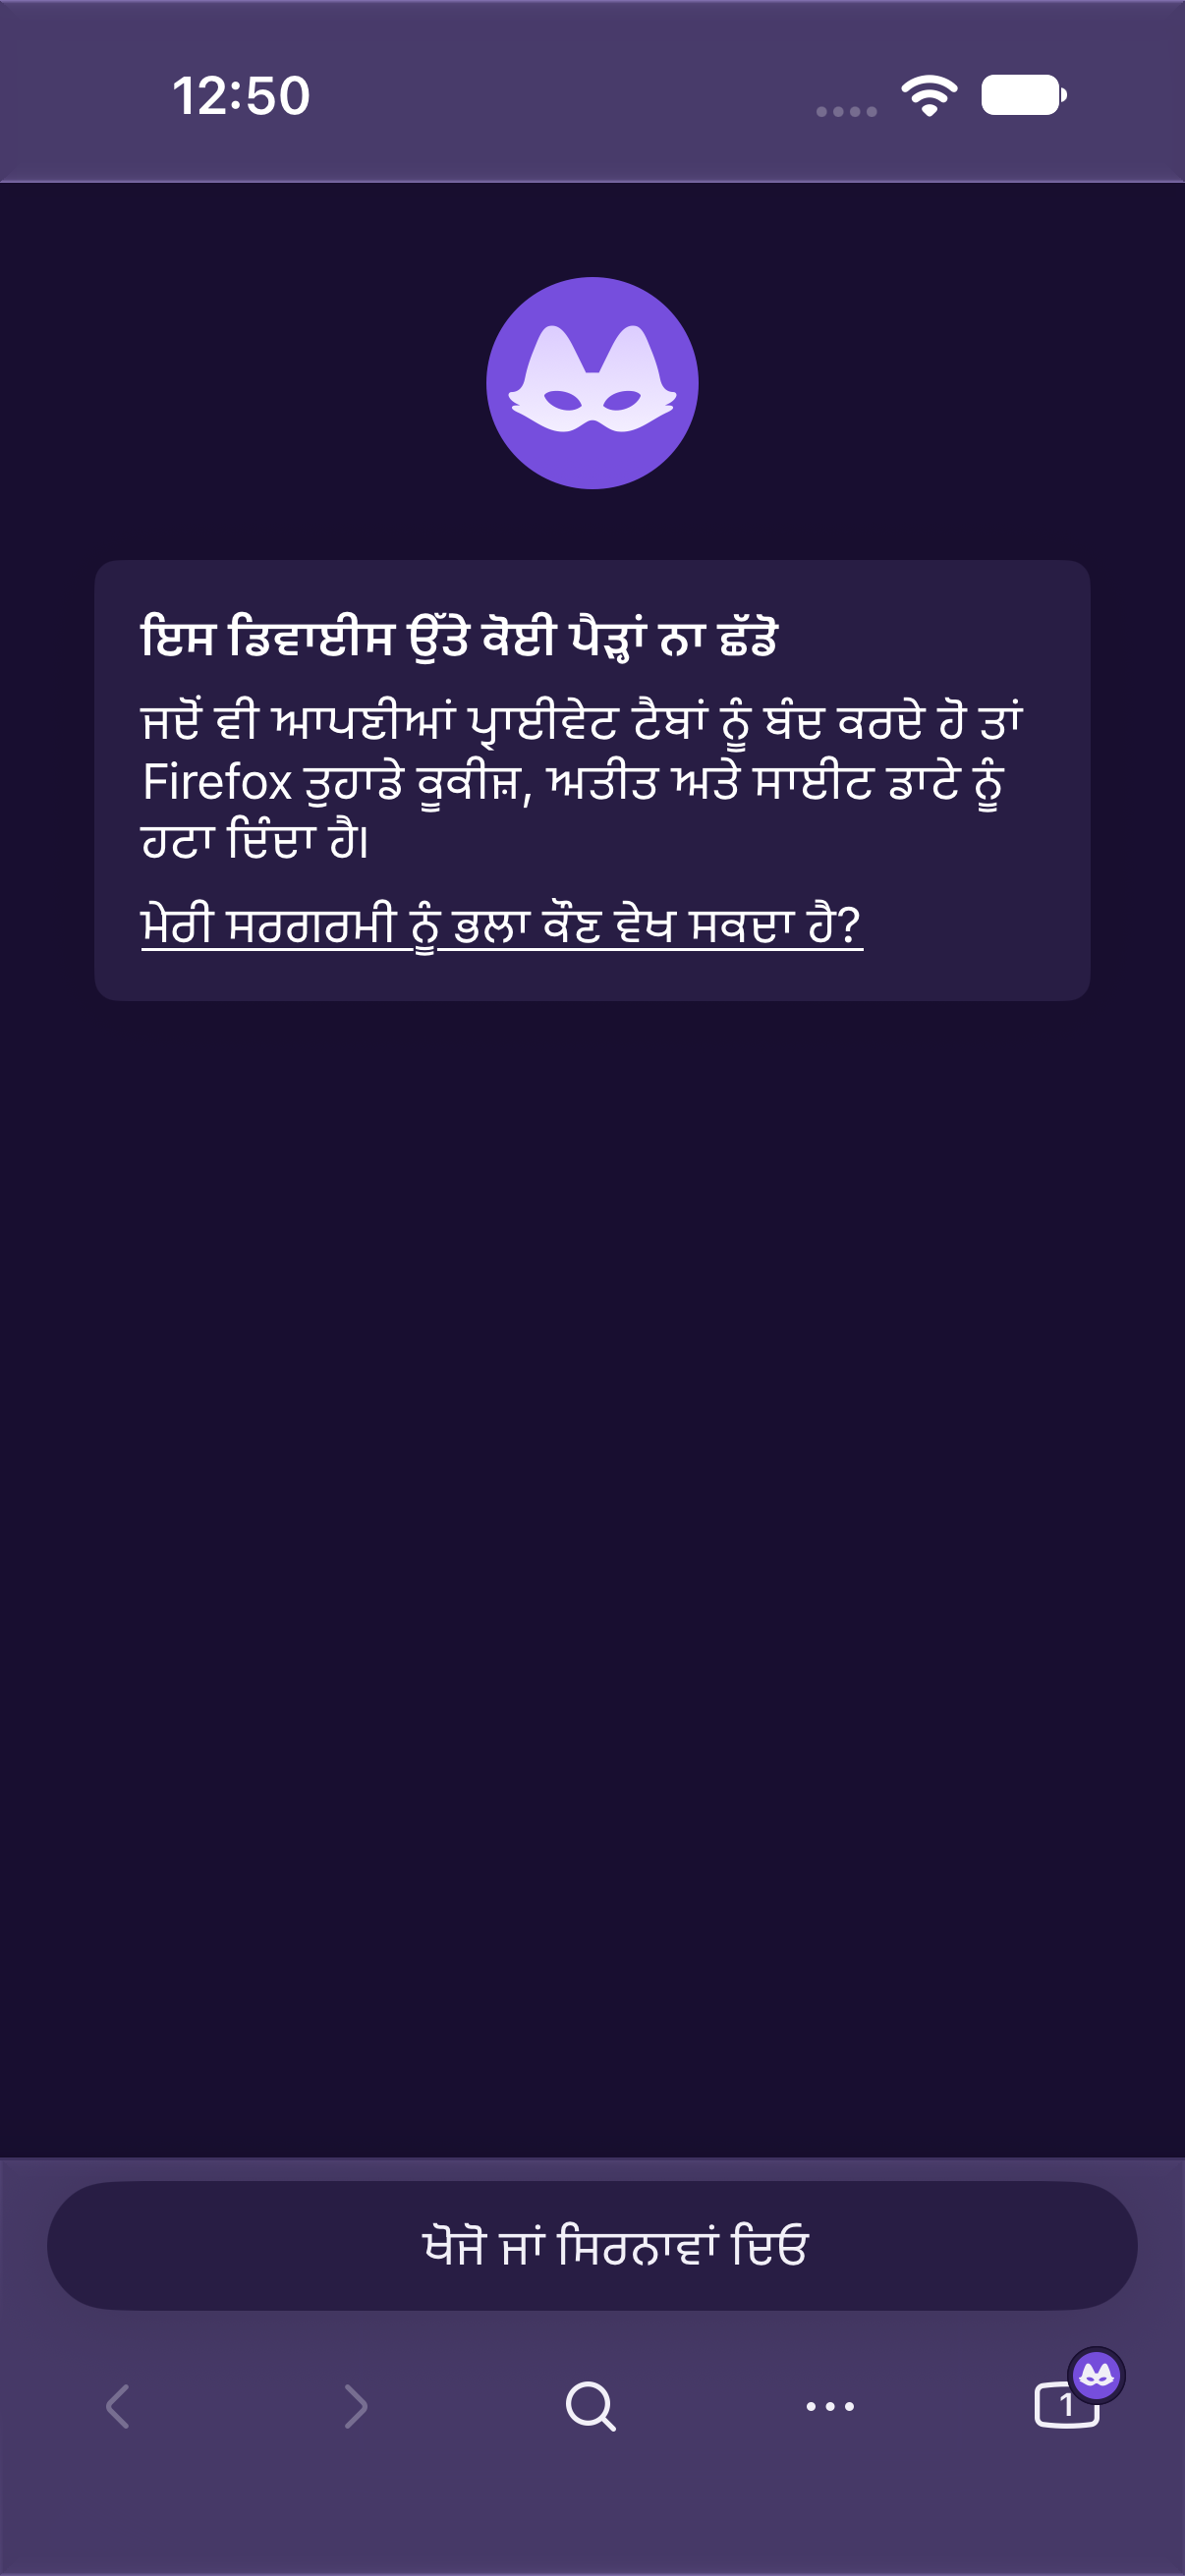 12:50
ਇਸ ਡਿਵਾਈਸ ਉੱਤੇ ਕੋਈ ਪੈੜ੍ਹਾਂ ਨਾ ਛੱਡੋ
ਜਦੋਂ ਵੀ ਆਪਣੀਆਂ ਪ੍ਰਾਈਵੇਟ ਟੈਬਾਂ ਨੂੰ ਬੰਦ ਕਰਦੇ ਹੋ ਤਾਂ
Firefox ਤੁਹਾਡੇ ਕੂਕੀਜ਼, ਅਤੀਤ ਅਤੇ ਸਾਈਟ ਡਾਟੇ ਨੂੰ
ਹਟਾ ਦਿੰਦਾ ਹੈ।
ਮੇਰੀ ਸਰਗਰਮੀ ਨੂੰ ਭਲਾ ਕੌਣ ਵੇਖ ਸਕਦਾ ਹੈ?
ਖੋਜੋ ਜਾਂ ਸਿਰਨਾਵਾਂ ਦਿਓ
1